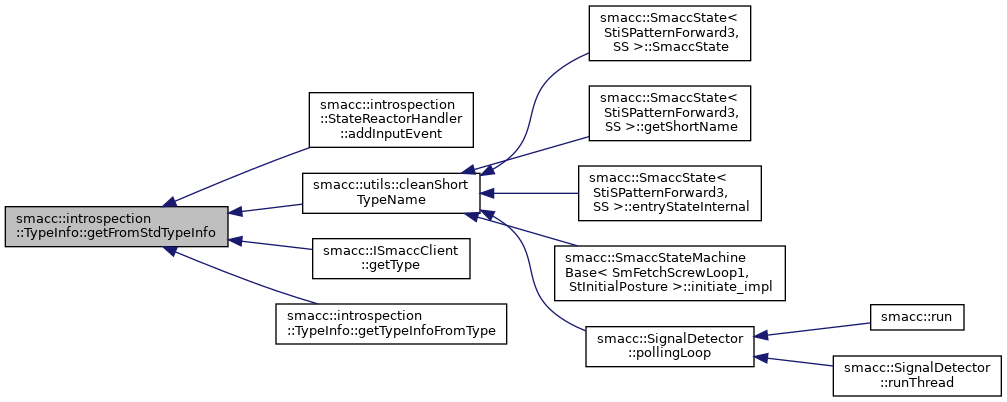 smacc::introspection
::TypeInfo::getFromStdTypeInfo
smacc::introspection
::StateReactorHandler
::addInputEvent
smacc::utils::cleanShort
TypeName
smacc::ISmaccClient
::getType
smacc::introspection
::TypeInfo::getTypeInfoFromType
smacc::SmaccState<
StiSPatternForward3,
SS >::SmaccState
smacc::SmaccState<
StiSPatternForward3,
SS >::getShortName
smacc::SmaccState<
StiSPatternForward3,
SS >::entryStateInternal
smacc::SmaccStateMachine
Base< SmFetchScrewLoop1,
StInitialPosture >::initiate_impl
smacc::SignalDetector
::pollingLoop
smacc::run
smacc::SignalDetector
::runThread